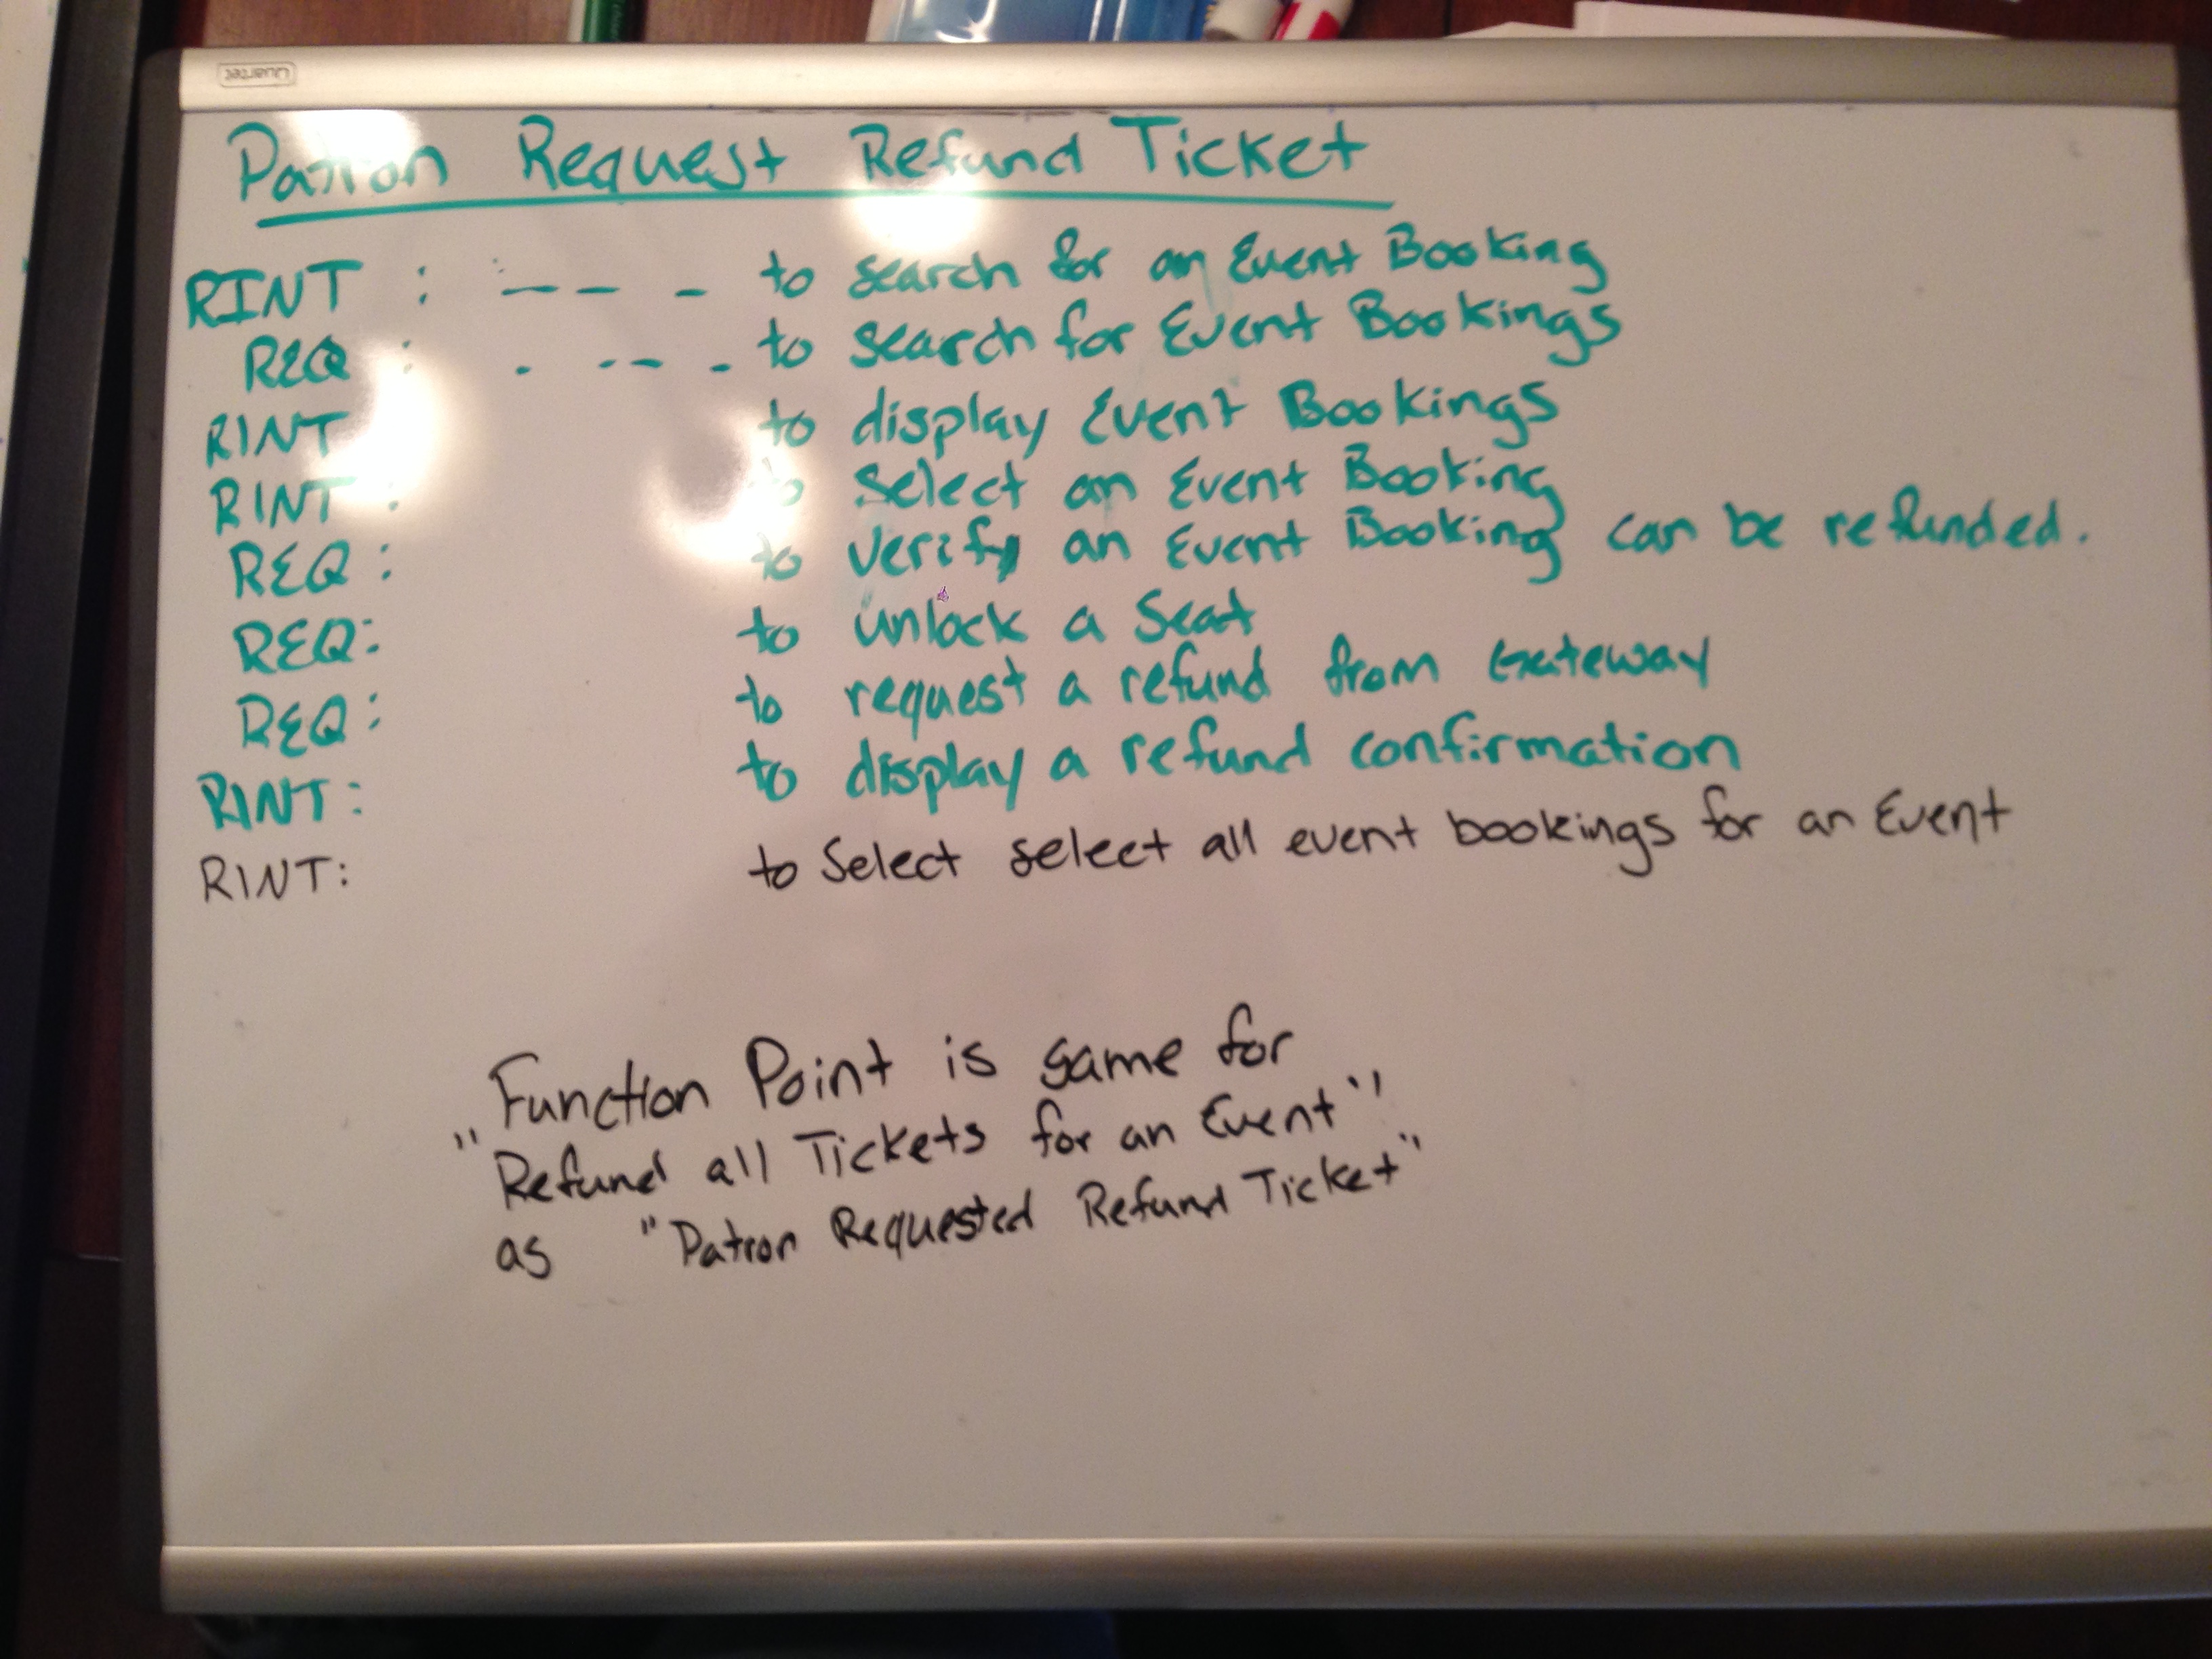 Quartet
Patron Request Refund Ticket
RINT : — — — to search for an Event Booking
REQ : - - - - to search for Event Bookings
RINT to display Event Bookings
RINT : to Select an Event Booking
REQ : to verify an Event Booking can be refunded.
REQ: to unlock a Seat
REQ: to request a refund from Gateway
RINT: to display a refund confirmation
RINT: to Select select all event bookings for an Event
Function Point is same for
"Refund all Tickets for an Event"
as "Patron Requested Refund Ticket"